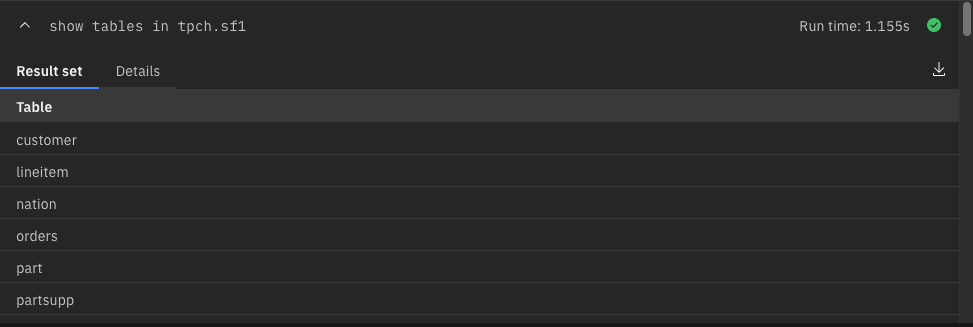 show tables in tpch.sf1
Run time: 1.155s
Result set
Details
Table
customer
lineitem
nation
orders
part
partsupp